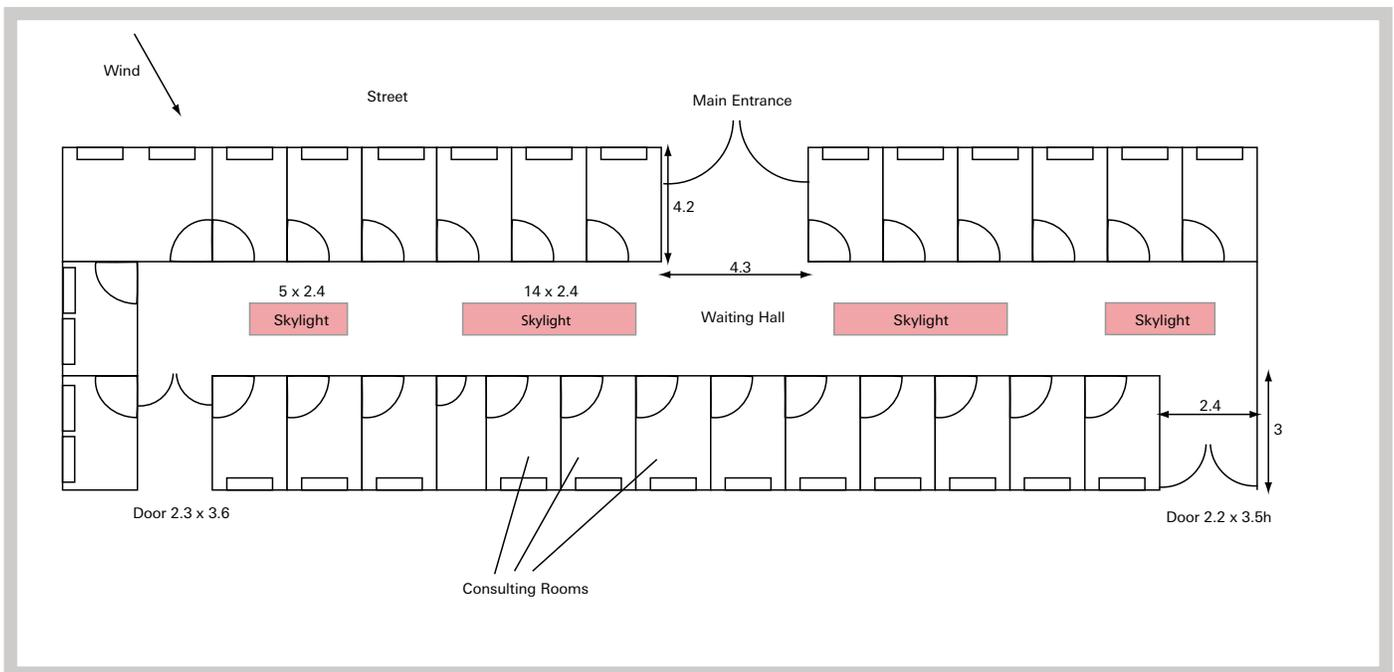 Wind
Street
Main Entrance
4.2
4.3
5 x 2.4
14 x 2.4
Skylight
Skylight
Waiting Hall
Skylight
Skylight
2.4
3
Door 2.3 x 3.6
Door 2.2 x 3.5h
Consulting Rooms